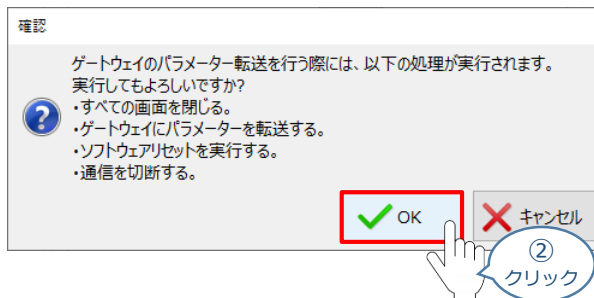 確認
ゲートウェイのパラメーター転送を行う際には、以下の処理が実行されます。
実行してもよろしいですか?
・すべての画面を閉じる。
・ゲートウェイにパラメーターを転送する。
・ソフトウェアリセットを実行する。
・通信を切断する。
OK
キャンセル
②
クリック